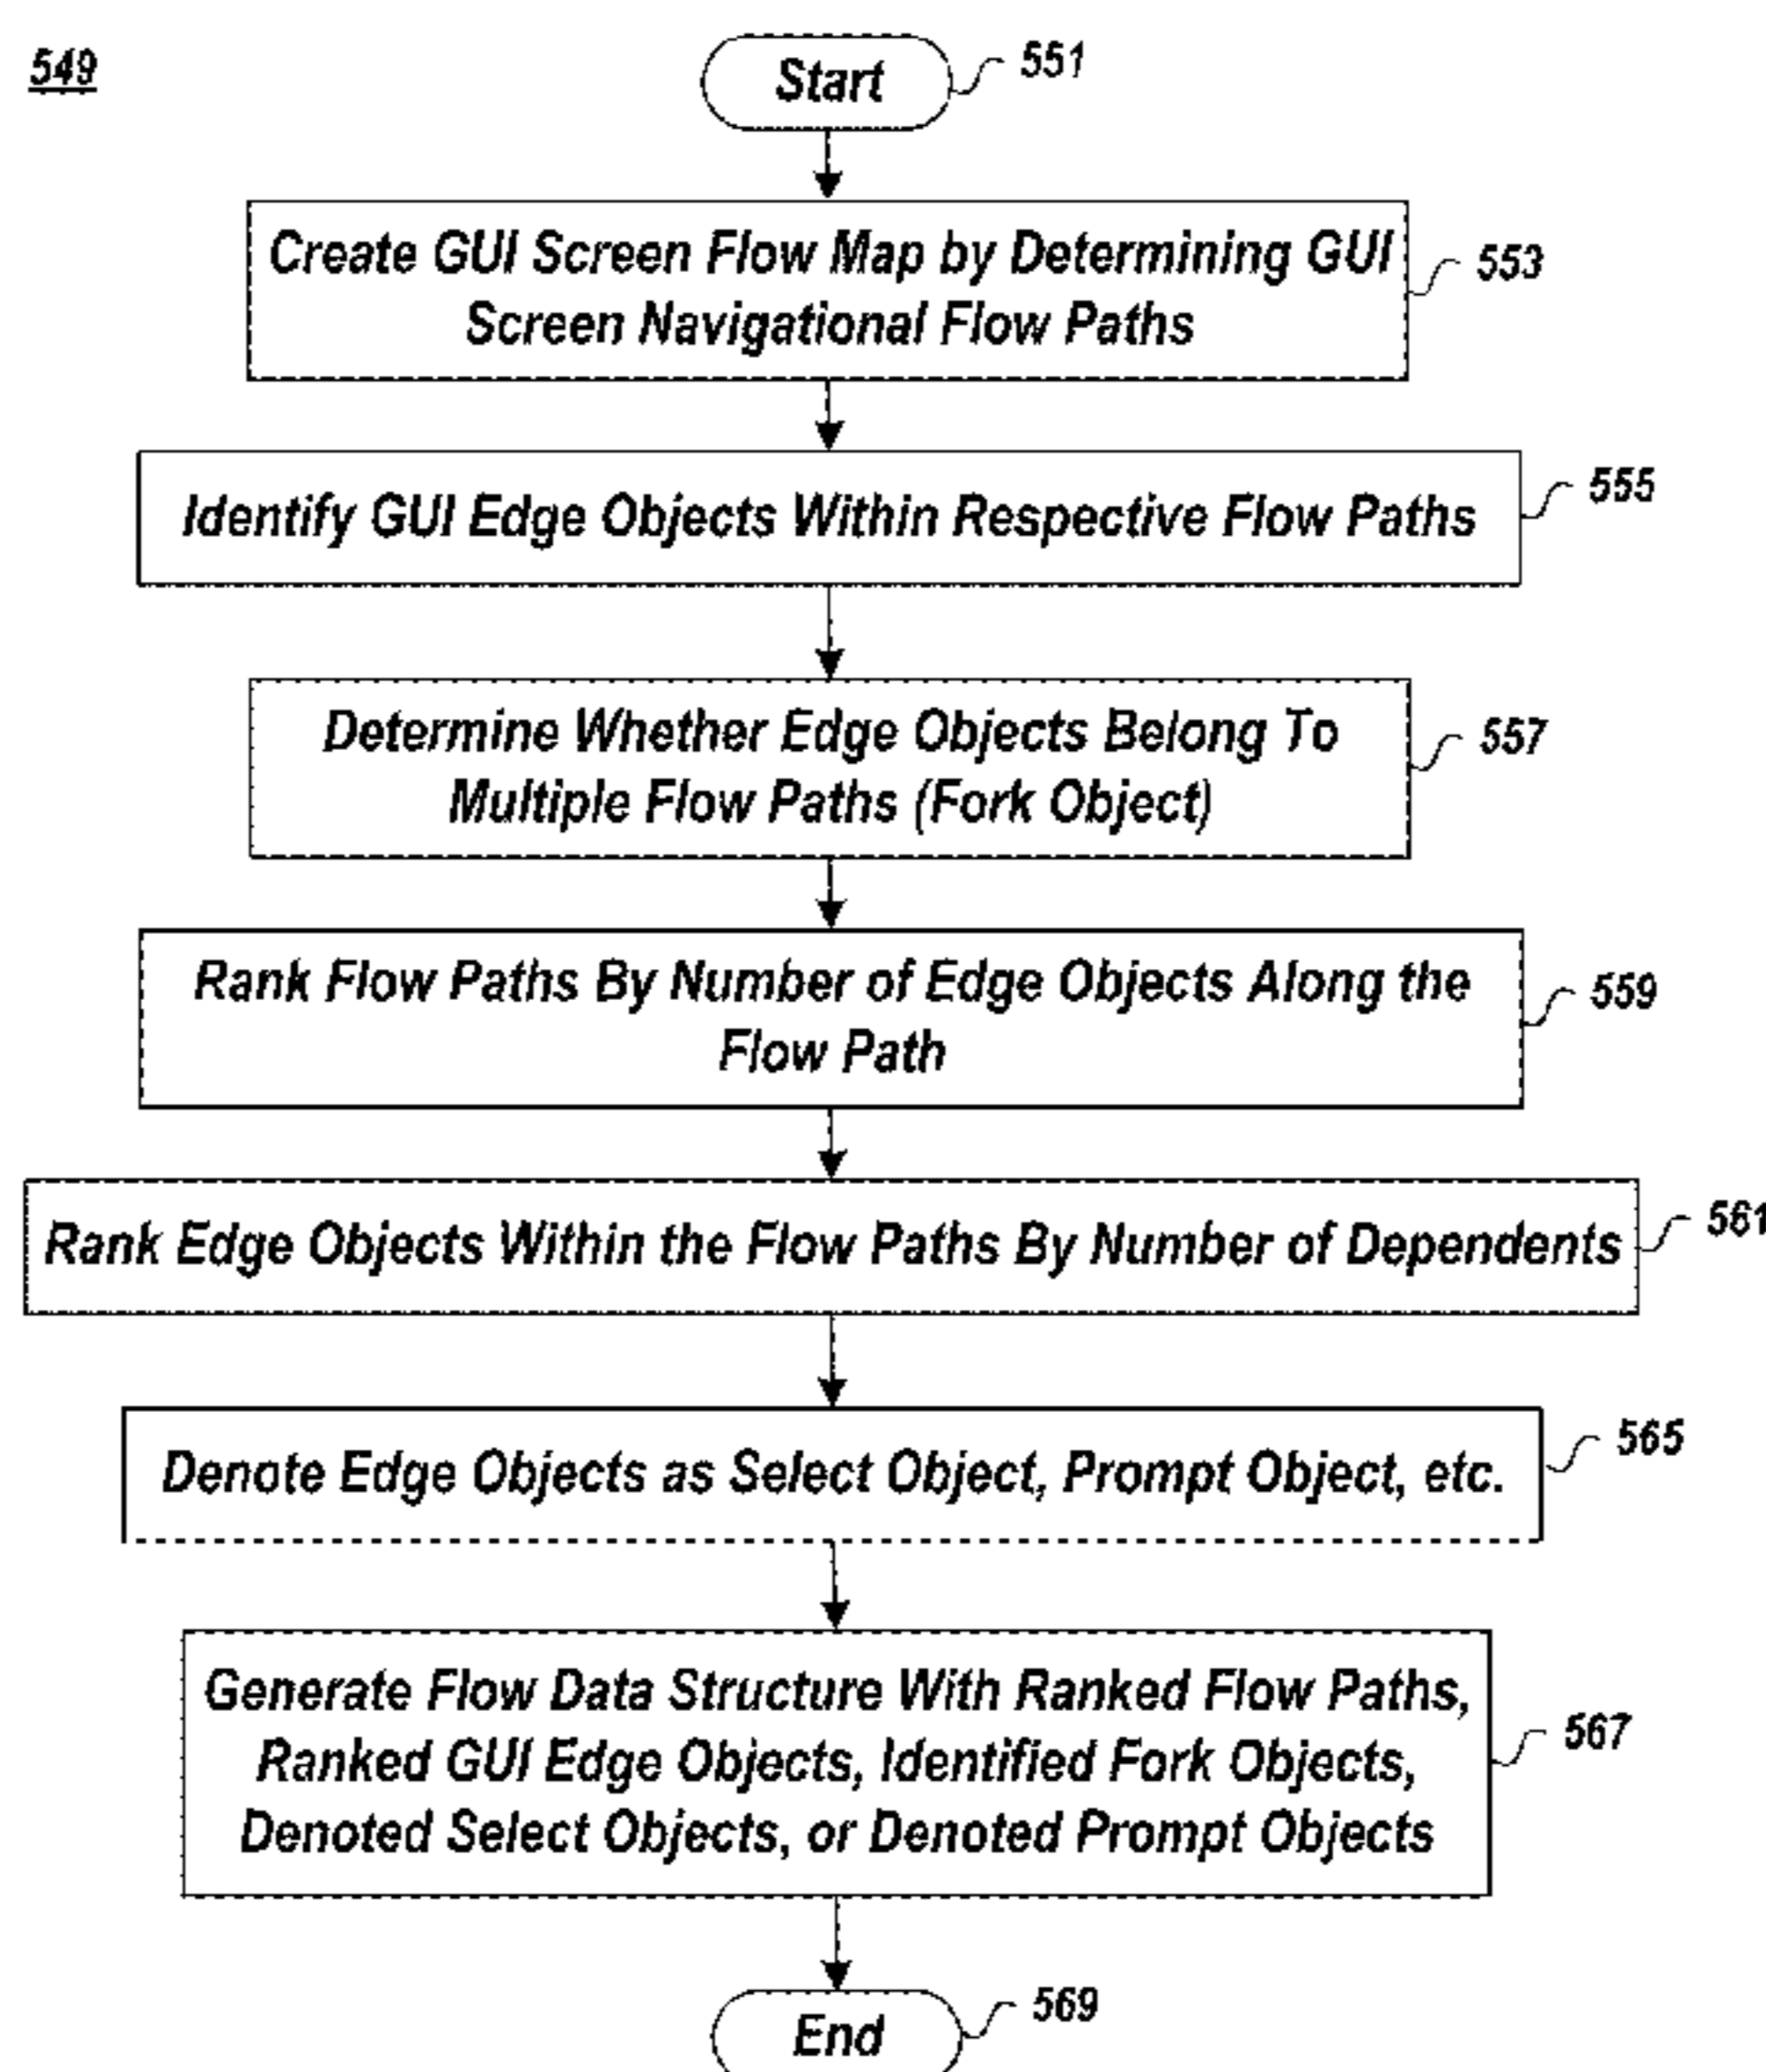 549
Start
551
Create GUI Screen Flow Map by Determining GUI
Screen Navigational Flow Paths
553
Identify GUI Edge Objects Within Respective Flow Paths
555
Determine Whether Edge Objects Belong To
Multiple Flow Paths (Fork Object)
557
Rank Flow Paths By Number of Edge Objects Along the
Flow Path
559
Rank Edge Objects Within the Flow Paths By Number of Dependents
561
Denote Edge Objects as Select Object, Prompt Object, etc.
565
Generate Flow Data Structure With Ranked Flow Paths,
Ranked GUI Edge Objects, Identified Fork Objects,
Denoted Select Objects, or Denoted Prompt Objects
567
End
569